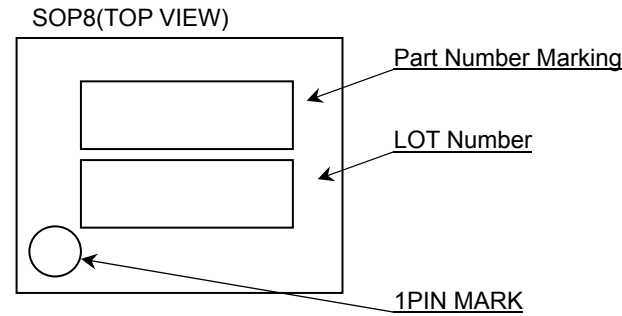 SOP8(TOP VIEW)
Part Number Marking
LOT Number
1PIN MARK